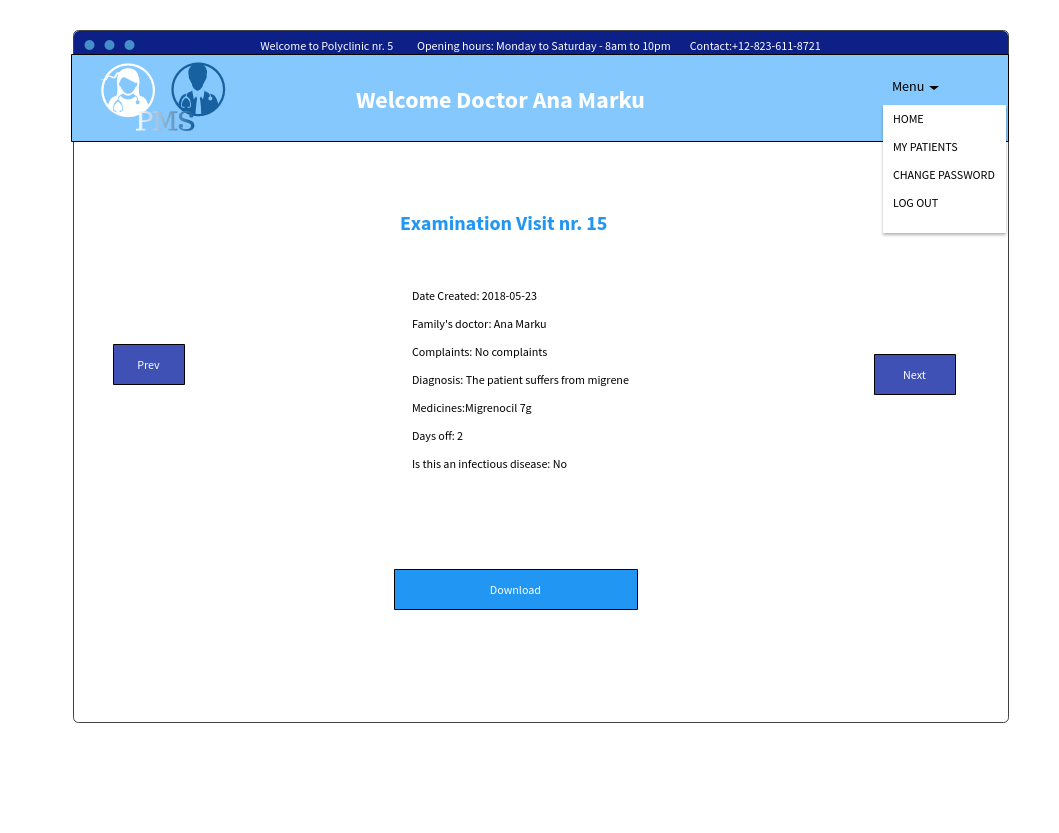 Welcome to Polyclinic nr. 5 Opening hours: Monday to Saturday - 8am to 10pm Contact:+12-823-611-8721
PMS
Welcome Doctor Ana Marku
Menu
HOME
MY PATIENTS
CHANGE PASSWORD
LOG OUT
Examination Visit nr. 15
Date Created: 2018-05-23
Family's doctor: Ana Marku
Complaints: No complaints
Diagnosis: The patient suffers from migrene
Medicines:Migrenocil 7g
Days off: 2
Is this an infectious disease: No
Prev
Next
Download